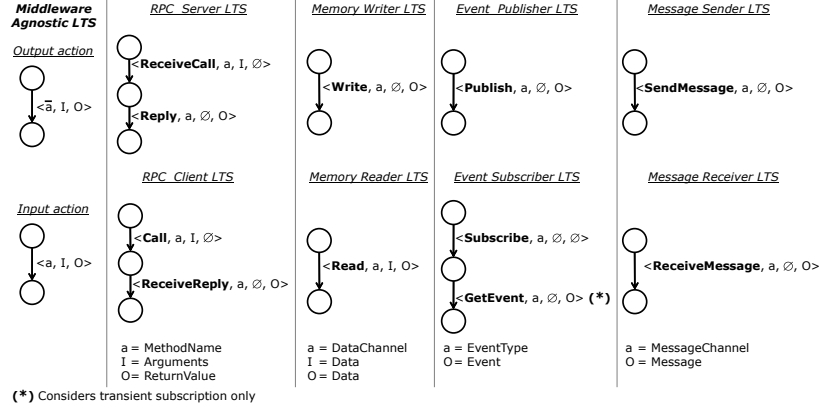 Middleware
Agnostic LTS
Output action
<a̅, I, O>
Input action
<a, I, O>
RPC_Server LTS
<ReceiveCall, a, I, ∅>
<Reply, a, ∅, O>
RPC_Client LTS
<Call, a, I, ∅>
<ReceiveReply, a, ∅, O>
a = MethodName
I = Arguments
O= ReturnValue
Memory Writer LTS
<Write, a, ∅, O>
Memory Reader LTS
<Read, a, I, O>
a = DataChannel
I = Data
O = Data
Event_Publisher LTS
<Publish, a, ∅, O>
Event Subscriber LTS
<Subscribe, a, ∅, ∅>
<GetEvent, a, ∅, O> (*)
a = EventType
O= Event
Message Sender LTS
<SendMessage, a, ∅, O>
Message Receiver LTS
<ReceiveMessage, a, ∅, O>
a = MessageChannel
O = Message
(*) Considers transient subscription only